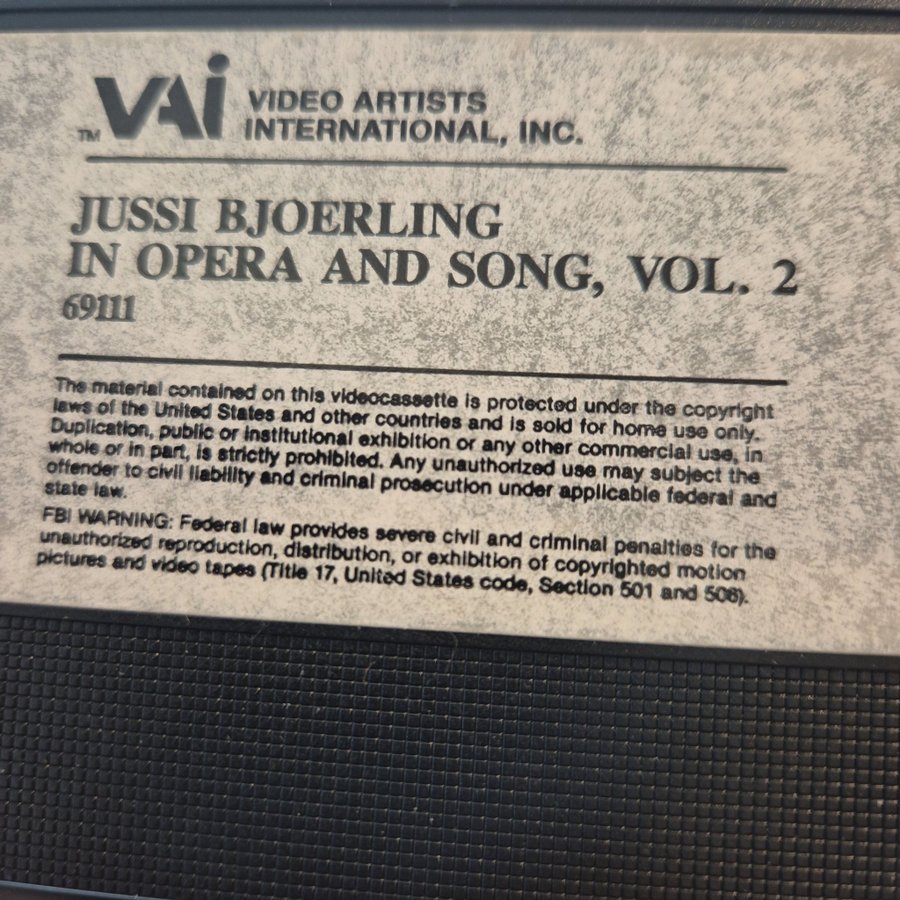 VAi VIDEO ARTISTS
TM INTERNATIONAL, INC.
JUSSI BJOERLING
IN OPERA AND SONG, VOL. 2
69111
The material contained on this videocassette is protected under the copyright
laws of the United States and other countries and is sold for home use only.
Duplication, public or institutional exhibition or any other commercial use, in
whole or in part, is strictly prohibited. Any unauthorized use may subject the
offender to civil liability and criminal prosecution under applicable federal and
state law.
FBI WARNING: Federal law provides severe civil and criminal penalties for the
unauthorized reproduction, distribution, or exhibition of copyrighted motion
pictures and video tapes (Title 17, United States code, Section 501 and 506).